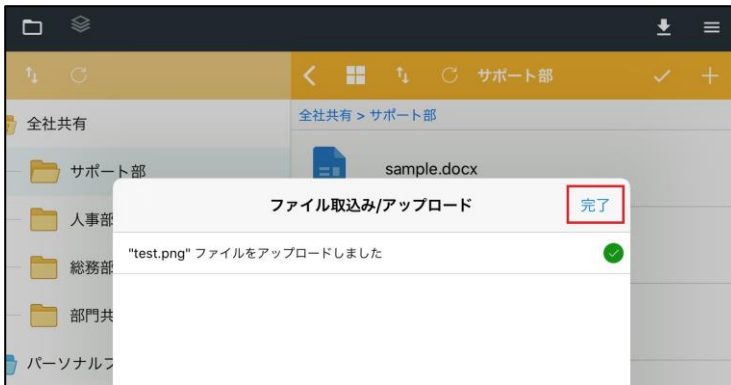 サポート部
全社共有
全社共有 > サポート部
サポート部
sample.docx
ファイル取込み/アップロード
完了
人事部
"test.png" ファイルをアップロードしました
総務部
部門共
パーソナルフ